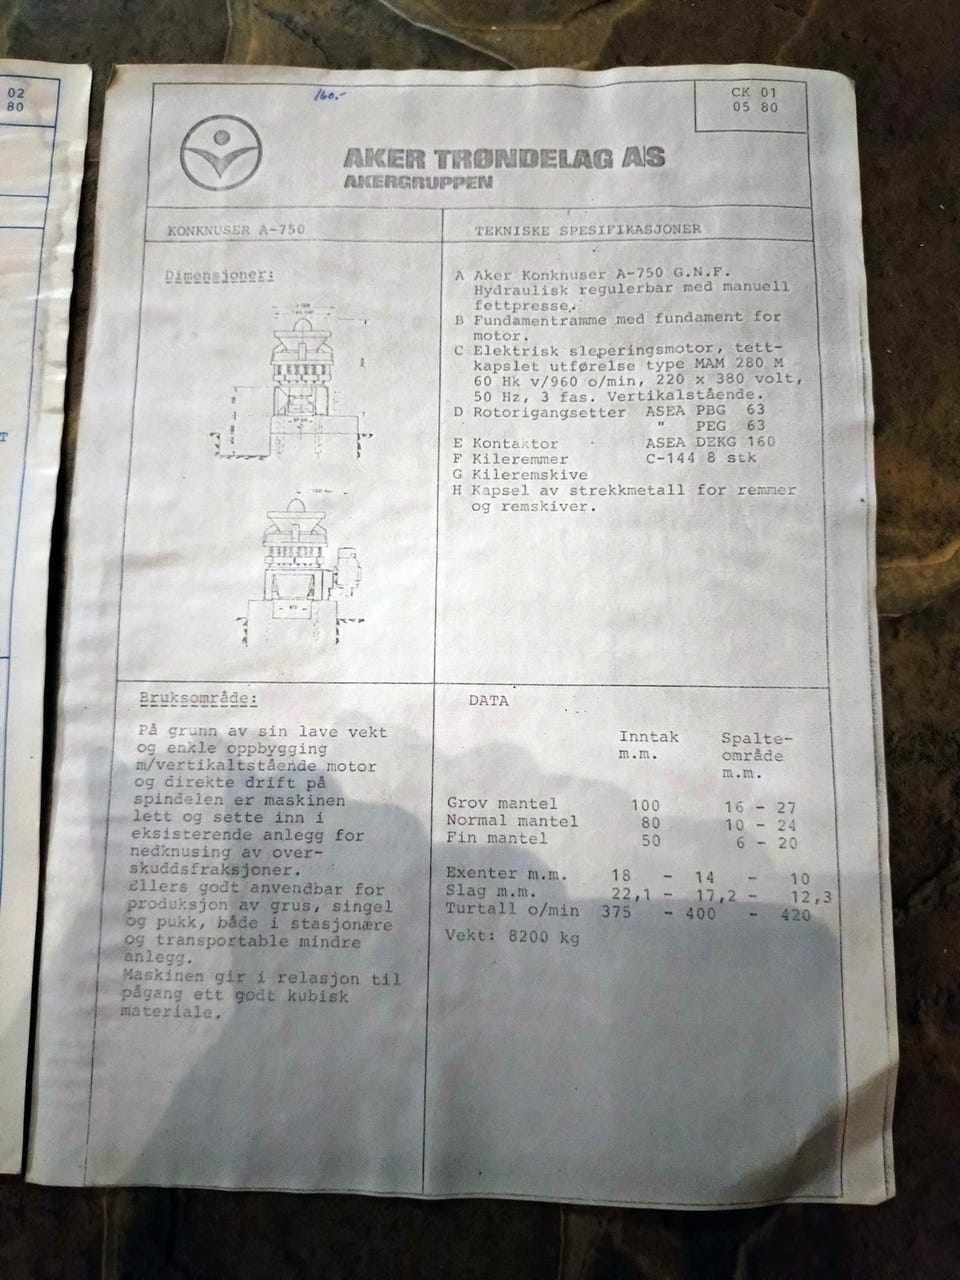 02
80
T
160.-
CK 01
05 80
AKER TRØNDELAG A/S
AKERGRUPPEN
KONKNUSER A-750
Dimensjoner:
TEKNISKE SPESIFIKASJONER
A Aker Konknuser A-750 G.N.F.
Hydraulisk regulerbar med manuell
fettpresse.
B Fundamentramme med fundament for
motor.
C Elektrisk sleperingsmotor, tett-
kapslet utførelse type MAM 280 M
60 Hk v/960 o/min, 220 x 380 volt,
50 Hz, 3 fas. Vertikalstående.
D Rotorigangsetter ASEA PBG 63
" PEG 63
E Kontaktor ASEA DEKG 160
F Kileremmer C-144 8 stk
G Kileremskive
H Kapsel av strekkmetall for remmer
og remskiver.
Bruksområde:
På grunn av sin lave vekt
og enkle oppbygging
m/vertikaltstående motor
og direkte drift på
spindelen er maskinen
lett og sette inn i
eksisterende anlegg for
nedknusing av over-
skuddsfraksjoner.
Ellers godt anvendbar for
produksjon av grus, singel
og pukk, både i stasjonære
og transportable mindre
anlegg.
Maskinen gir i relasjon til
pågang ett godt kubisk
materiale.
DATA
Inntak Spalte-
m.m. område
m.m.
Grov mantel 100 16 - 27
Normal mantel 80 10 - 24
Fin mantel 50 6 - 20
Exenter m.m. 18 - 14 - 10
Slag m.m. 22,1 - 17,2 - 12,3
Turtall o/min 375 - 400 - 420
Vekt: 8200 kg